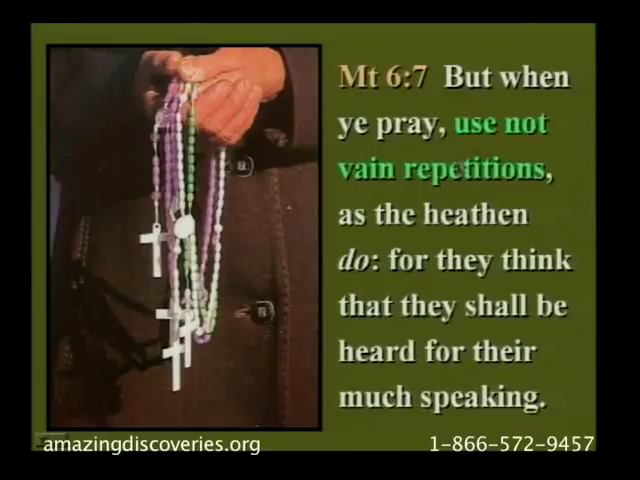 Mt 6:7 But when
ye pray, use not
vain repetitions,
as the heathen
do: for they think
that they shall be
heard for their
much speaking.
amazingdiscoveries.org
1-866-572-9457